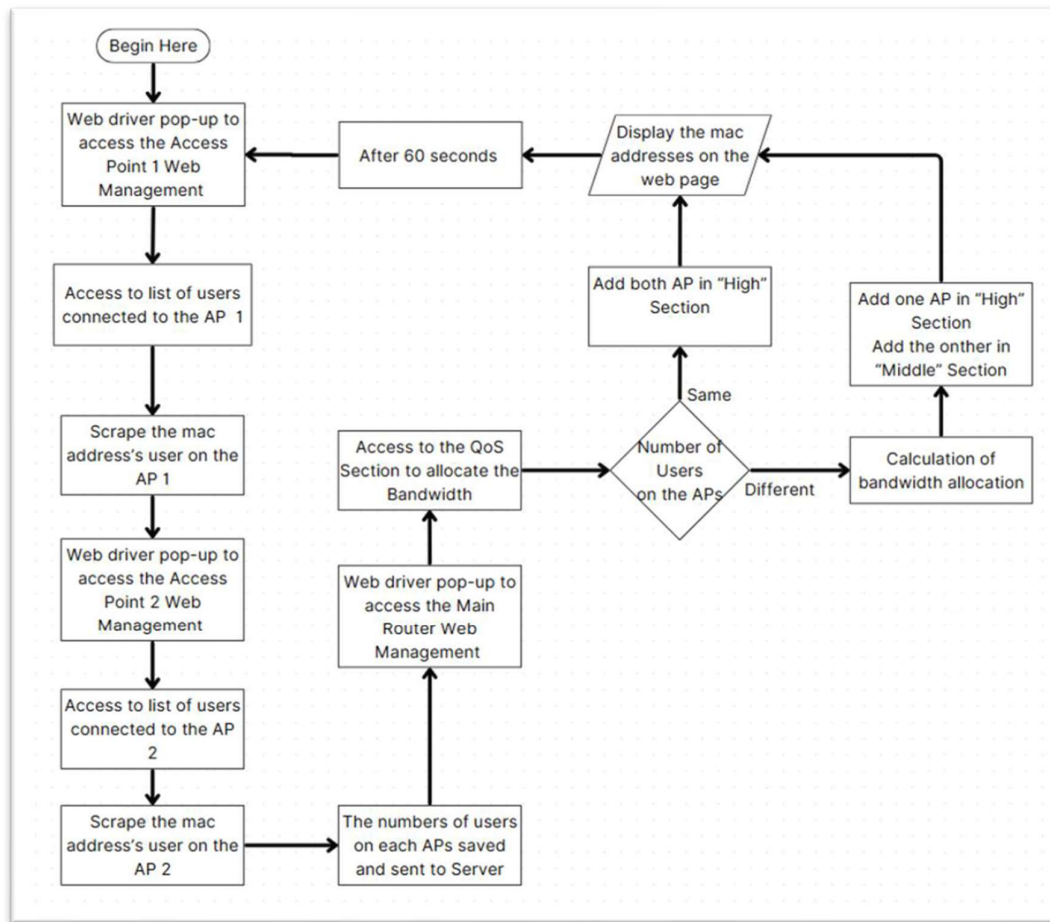 Begin Here
Web driver pop-up to
access the Access
Point 1 Web
Management
Access to list of users
connected to the AP 1
Scrape the mac
address's user on the
AP 1
Web driver pop-up to
access the Access
Point 2 Web
Management
Access to list of users
connected to the AP
2
Scrape the mac
address's user on the
AP 2
The numbers of users
on each APs saved
and sent to Server
Web driver pop-up to
access the Main
Router Web
Management
Access to the QoS
Section to allocate the
Bandwidth
Number of
Users
on the APs
Same
Different
Add both AP in “High”
Section
Calculation of
bandwidth allocation
Add one AP in “High”
Section
Add the onther in
“Middle” Section
Display the mac
addresses on the
web page
After 60 seconds